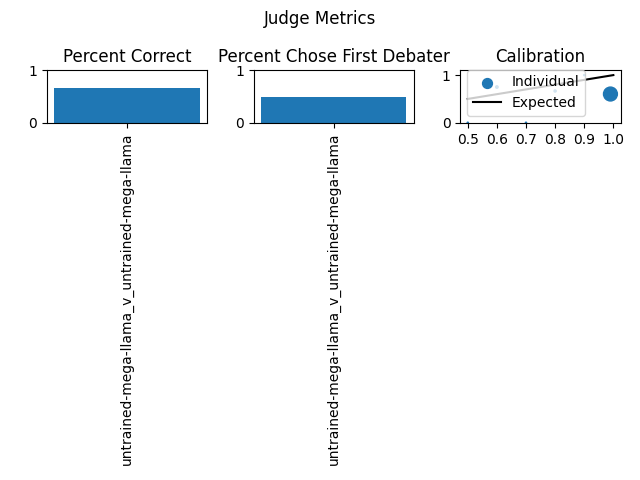 Judge Metrics
Percent Correct
1
0
untrained-mega-llama_v_untrained-mega-llama
Percent Chose First Debater
1
0
untrained-mega-llama_v_untrained-mega-llama
Calibration
1
0
Individual
Expected
0.5 0.6 0.7 0.8 0.9 1.0